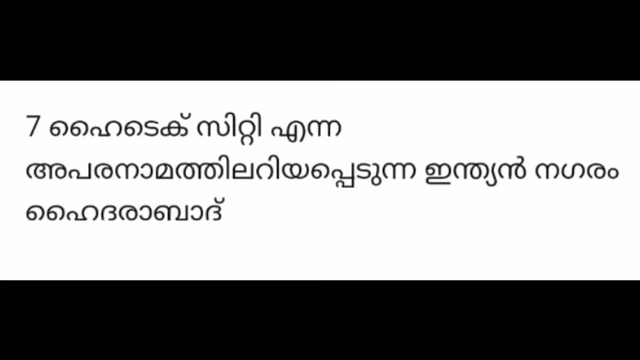 7 ഹൈടെക് സിറ്റി എന്ന
അപരനാമത്തിലറിയപ്പെടുന്ന ഇന്ത്യൻ നഗരം
ഹൈദരാബാദ്